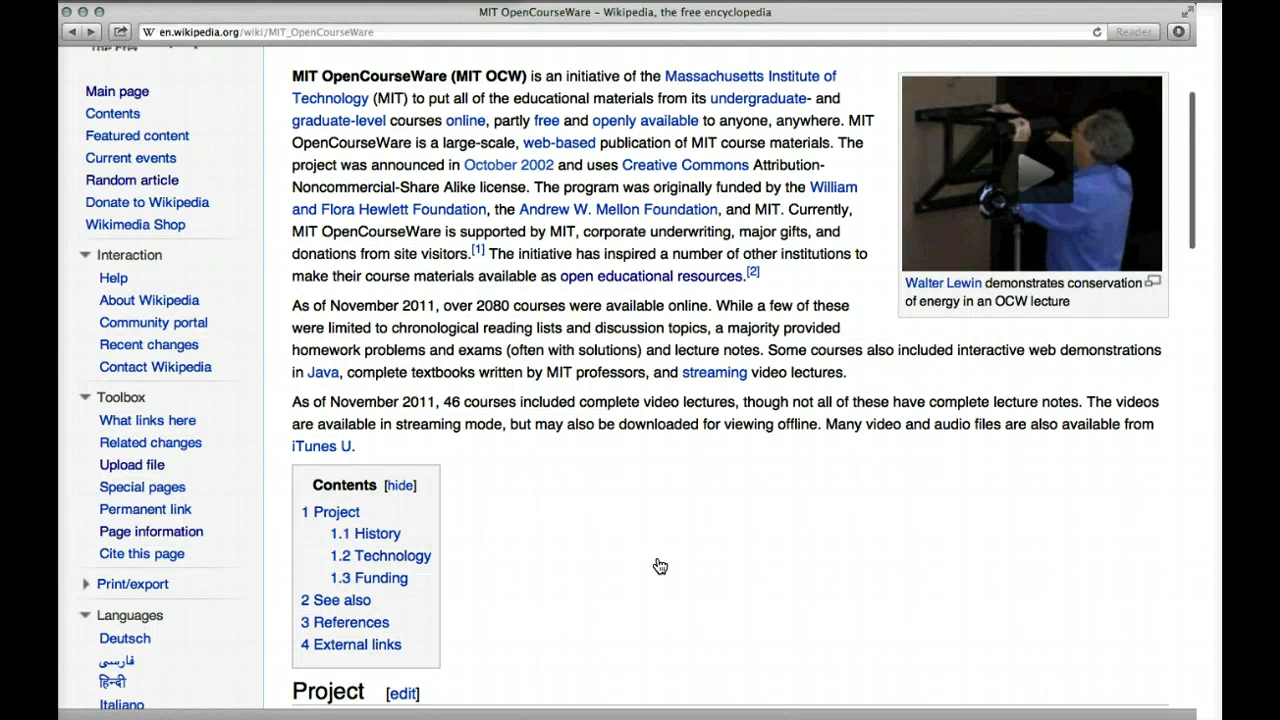 MIT OpenCourseWare – Wikipedia, the free encyclopedia
W en.wikipedia.org/wiki/MIT_OpenCourseWare
Reader
Main page
Contents
Featured content
Current events
Random article
Donate to Wikipedia
Wikimedia Shop
Interaction
Help
About Wikipedia
Community portal
Recent changes
Contact Wikipedia
Toolbox
What links here
Related changes
Upload file
Special pages
Permanent link
Page information
Cite this page
Print/export
Languages
Deutsch
فارسی
हिन्दी
Italiano
MIT OpenCourseWare (MIT OCW) is an initiative of the Massachusetts Institute of
Technology (MIT) to put all of the educational materials from its undergraduate- and
graduate-level courses online, partly free and openly available to anyone, anywhere. MIT
OpenCourseWare is a large-scale, web-based publication of MIT course materials. The
project was announced in October 2002 and uses Creative Commons Attribution-
Noncommercial-Share Alike license. The program was originally funded by the William
and Flora Hewlett Foundation, the Andrew W. Mellon Foundation, and MIT. Currently,
MIT OpenCourseWare is supported by MIT, corporate underwriting, major gifts, and
donations from site visitors.[1] The initiative has inspired a number of other institutions to
make their course materials available as open educational resources.[2]
Walter Lewin demonstrates conservation
of energy in an OCW lecture
As of November 2011, over 2080 courses were available online. While a few of these
were limited to chronological reading lists and discussion topics, a majority provided
homework problems and exams (often with solutions) and lecture notes. Some courses also included interactive web demonstrations
in Java, complete textbooks written by MIT professors, and streaming video lectures.
As of November 2011, 46 courses included complete video lectures, though not all of these have complete lecture notes. The videos
are available in streaming mode, but may also be downloaded for viewing offline. Many video and audio files are also available from
iTunes U.
Contents [hide]
1 Project
1.1 History
1.2 Technology
1.3 Funding
2 See also
3 References
4 External links
Project [edit]